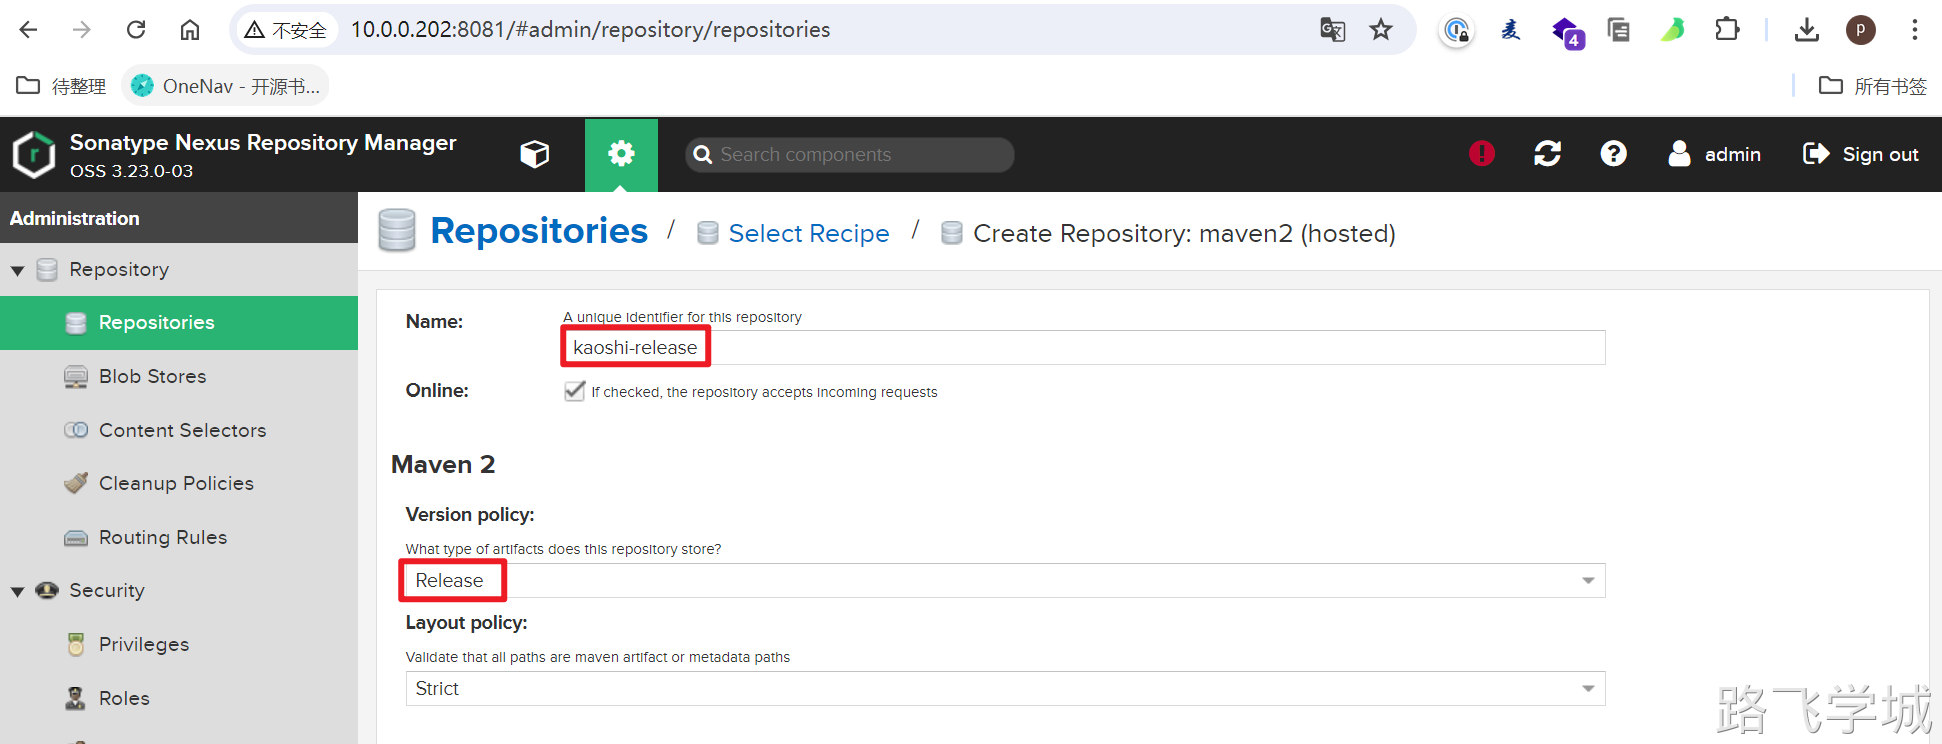 不安全 10.0.0.202:8081/#admin/repository/repositories
4
P
待整理 OneNav - 开源书... 所有书签
Sonatype Nexus Repository Manager
OSS 3.23.0-03
Search components
admin Sign out
Administration
Repositories / Select Recipe / Create Repository: maven2 (hosted)
Repository
Repositories
Blob Stores
Content Selectors
Cleanup Policies
Routing Rules
Security
Privileges
Roles
Name: A unique identifier for this repository
kaoshi-release
Online: If checked, the repository accepts incoming requests
Maven 2
Version policy:
What type of artifacts does this repository store?
Release
Layout policy:
Validate that all paths are maven artifact or metadata paths
Strict
路飞学城